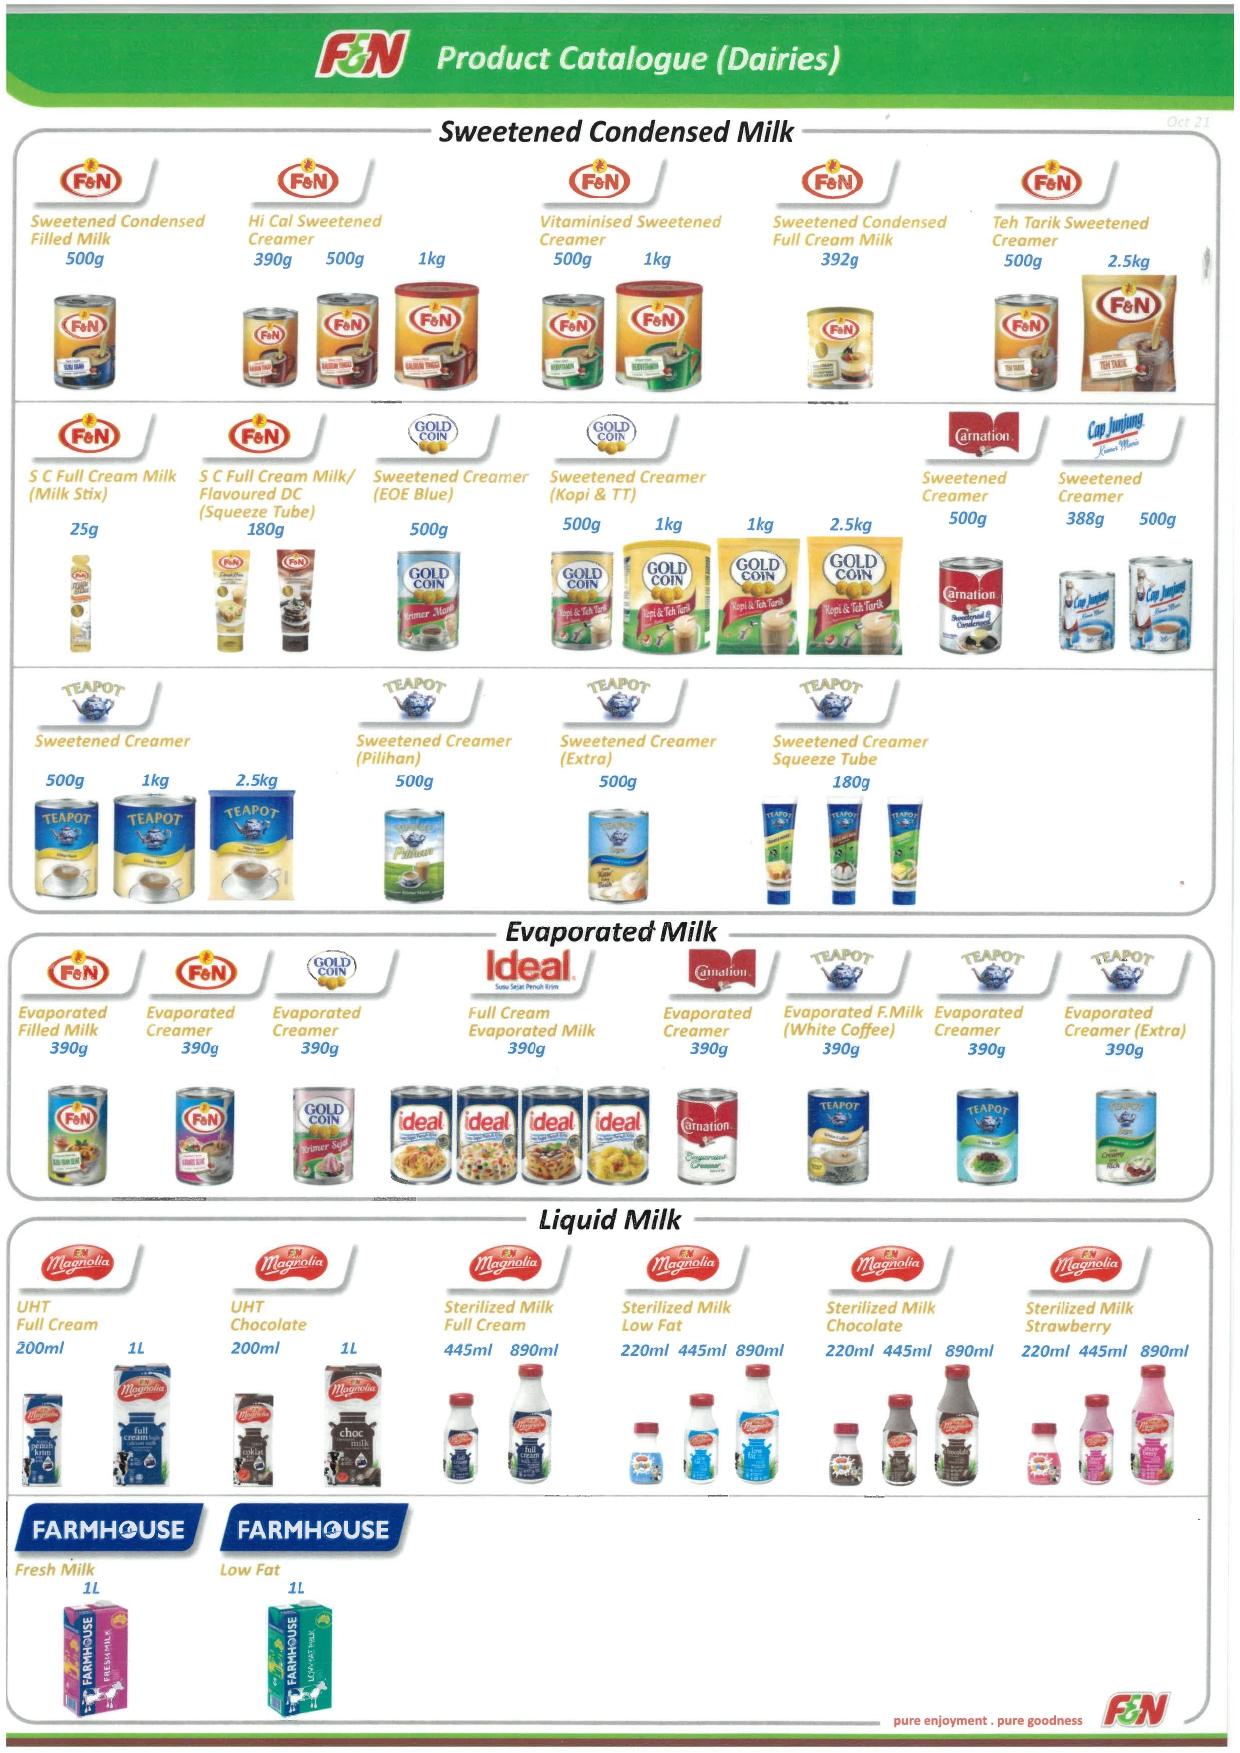 F&N Product Catalogue (Dairies)
Oct 21
Sweetened Condensed Milk
F&N
F&N
F&N
F&N
F&N
Sweetened Condensed
Filled Milk
Hi Cal Sweetened
Creamer
Vitaminised Sweetened
Creamer
Sweetened Condensed
Full Cream Milk
Teh Tarik Sweetened
Creamer
500g
390g 500g 1kg
500g 1kg
392g
500g 2.5kg
F&N
F&N
GOLD
COIN
GOLD
COIN
Carnation
Cap Junjung
Krimer Manis
S C Full Cream Milk
(Milk Stix)
S C Full Cream Milk/
Flavoured DC
(Squeeze Tube)
Sweetened Creamer
(EOE Blue)
Sweetened Creamer
(Kopi & TT)
Sweetened
Creamer
Sweetened
Creamer
25g
180g
500g
500g 1kg 1kg 2.5kg
500g
388g 500g
TEAPOT
TEAPOT
TEAPOT
TEAPOT
Sweetened Creamer
Sweetened Creamer
(Pilihan)
Sweetened Creamer
(Extra)
Sweetened Creamer
Squeeze Tube
500g 1kg 2.5kg
500g
500g
180g
Evaporated Milk
F&N
F&N
GOLD
COIN
Ideal
Susu Sejat Penuh Krim
Carnation
TEAPOT
TEAPOT
TEAPOT
Evaporated
Filled Milk
Evaporated
Creamer
Evaporated
Creamer
Full Cream
Evaporated Milk
Evaporated
Creamer
Evaporated F.Milk
(White Coffee)
Evaporated
Creamer
Evaporated
Creamer (Extra)
390g
390g
390g
390g
390g
390g
390g
390g
Liquid Milk
F&N Magnolia
F&N Magnolia
F&N Magnolia
F&N Magnolia
F&N Magnolia
F&N Magnolia
UHT
Full Cream
UHT
Chocolate
Sterilized Milk
Full Cream
Sterilized Milk
Low Fat
Sterilized Milk
Chocolate
Sterilized Milk
Strawberry
200ml 1L
200ml 1L
445ml 890ml
220ml 445ml 890ml
220ml 445ml 890ml
220ml 445ml 890ml
FARMHOUSE
FARMHOUSE
Fresh Milk
Low Fat
1L
1L
FARMHOUSE
FRESH MILK
FARMHOUSE
LOW FAT MILK
pure enjoyment . pure goodness F&N